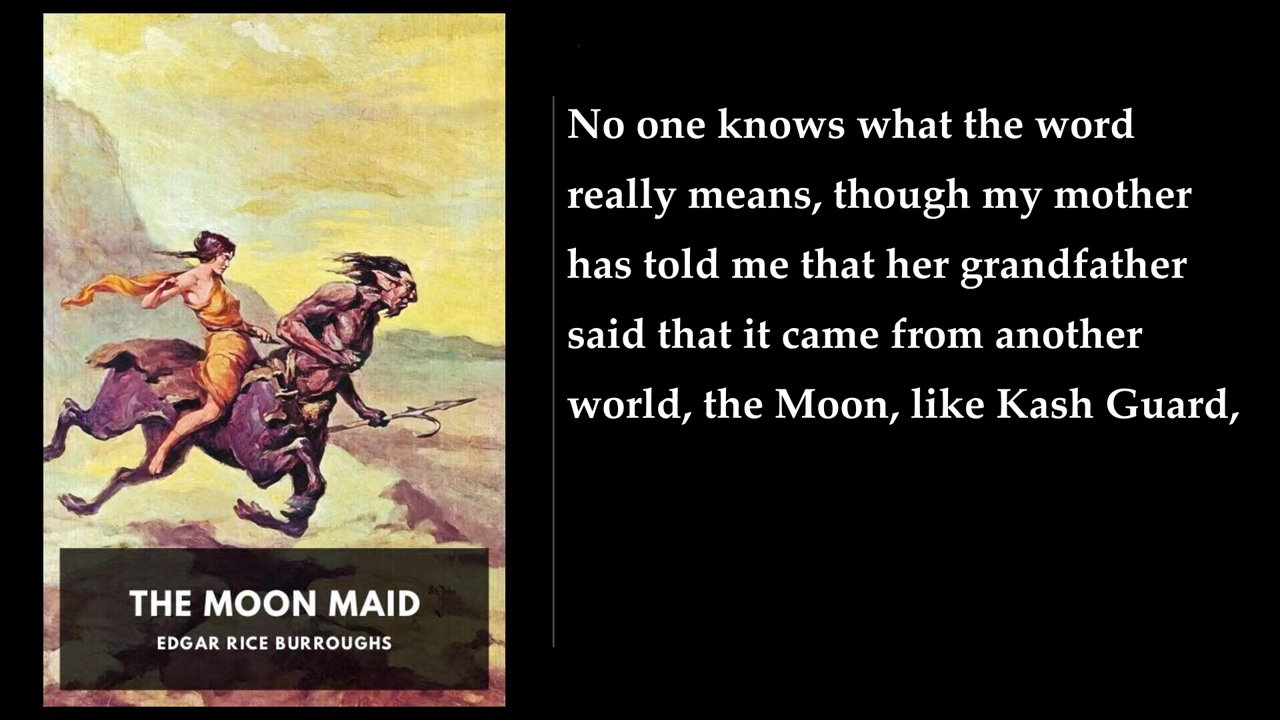 THE MOON MAID
EDGAR RICE BURROUGHS
No one knows what the word
really means, though my mother
has told me that her grandfather
said that it came from another
world, the Moon, like Kash Guard,